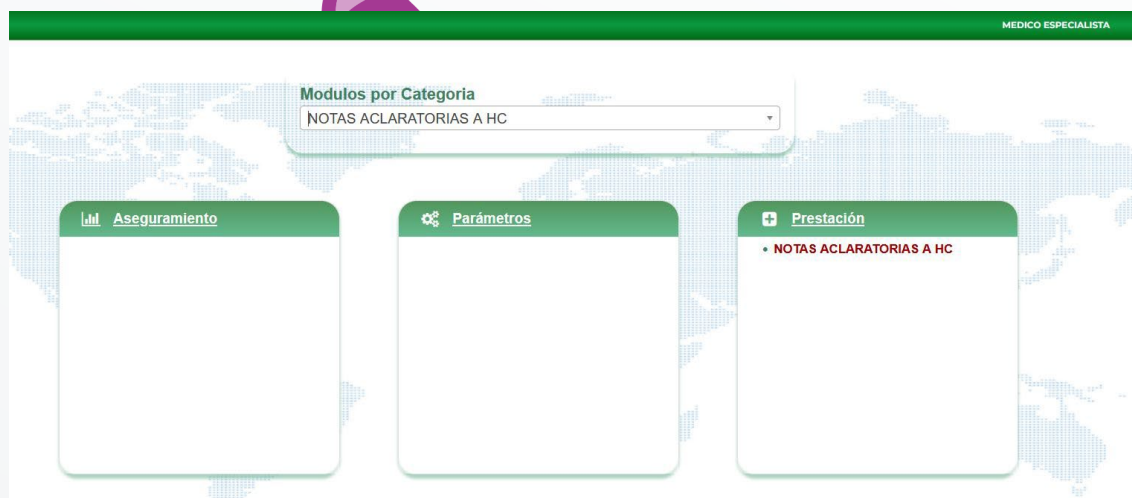 MEDICO ESPECIALISTA
Modulos por Categoria
NOTAS ACLARATORIAS A HC
Aseguramiento
Parámetros
Prestación
• NOTAS ACLARATORIAS A HC